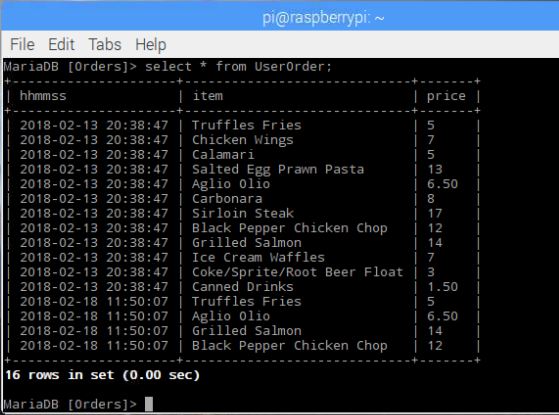 pi@raspberrypi: ~
File Edit Tabs Help
MariaDB [Orders]> select * from UserOrder;
+---------------------+----------------------------+-------+
| hhmmss              | item                       | price |
+---------------------+----------------------------+-------+
| 2018-02-13 20:38:47 | Truffles Fries             | 5     |
| 2018-02-13 20:38:47 | Chicken Wings              | 7     |
| 2018-02-13 20:38:47 | Calamari                   | 5     |
| 2018-02-13 20:38:47 | Salted Egg Prawn Pasta     | 13    |
| 2018-02-13 20:38:47 | Aglio Olio                 | 6.50  |
| 2018-02-13 20:38:47 | Carbonara                  | 8     |
| 2018-02-13 20:38:47 | Sirloin Steak              | 17    |
| 2018-02-13 20:38:47 | Black Pepper Chicken Chop  | 12    |
| 2018-02-13 20:38:47 | Grilled Salmon             | 14    |
| 2018-02-13 20:38:47 | Ice Cream Waffles          | 7     |
| 2018-02-13 20:38:47 | Coke/Sprite/Root Beer Float | 3     |
| 2018-02-13 20:38:47 | Canned Drinks              | 1.50  |
| 2018-02-18 11:50:07 | Truffles Fries             | 5     |
| 2018-02-18 11:50:07 | Aglio Olio                 | 6.50  |
| 2018-02-18 11:50:07 | Grilled Salmon             | 14    |
| 2018-02-18 11:50:07 | Black Pepper Chicken Chop  | 12    |
+---------------------+----------------------------+-------+
16 rows in set (0.00 sec)
MariaDB [Orders]>